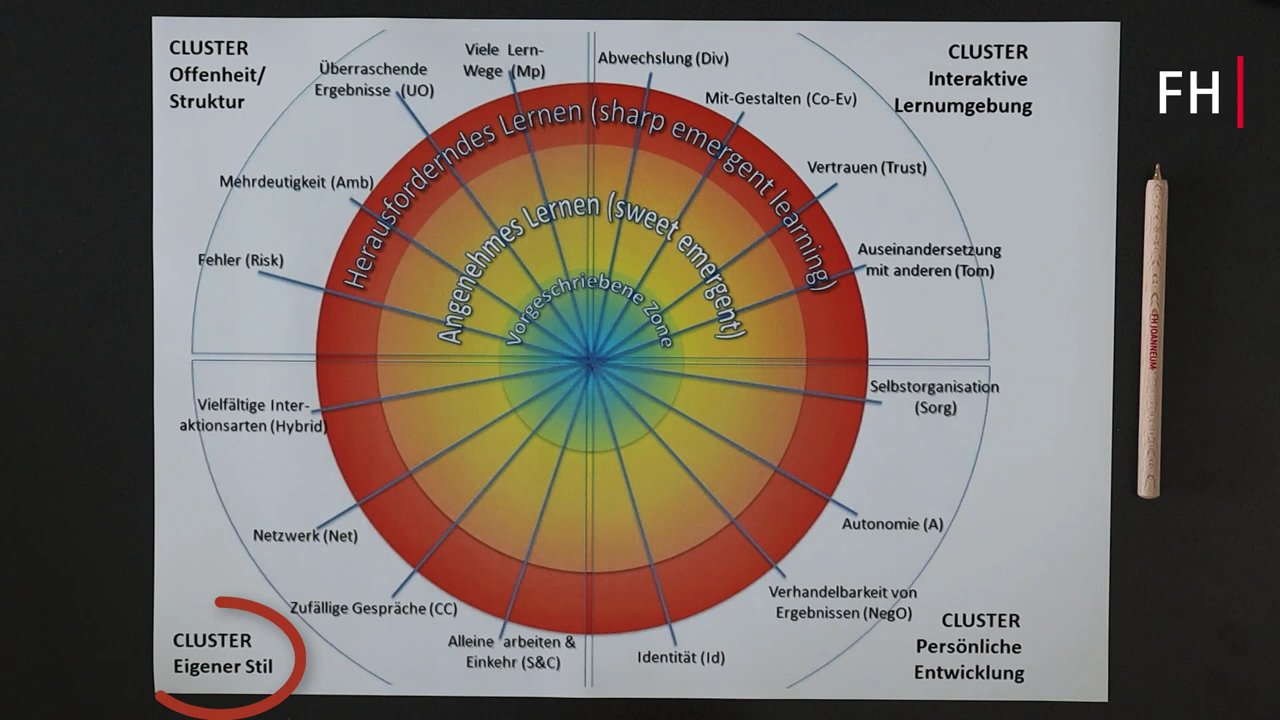 CLUSTER
Offenheit/
Struktur
Überraschende
Ergebnisse (UO)
Viele Lern-
Wege (Mp)
Abwechslung (Div)
Mit-Gestalten (Co-Ev)
CLUSTER
Interaktive
Lernumgebung
FH
Mehrdeutigkeit (Amb)
Fehler (Risk)
Herausforderndes Lernen (sharp emergent learning)
Angenehmes Lernen (sweet emergent)
Vorgeschriebene Zone
Vertrauen (Trust)
Auseinandersetzung
mit anderen (Tom)
FH JOANNEUM
Vielfältige Inter-
aktionsarten (Hybrid)
Selbstorganisation
(Sorg)
Netzwerk (Net)
Autonomie (A)
Zufällige Gespräche (CC)
Verhandelbarkeit von
Ergebnissen (NegO)
Alleine arbeiten &
Einkehr (S&C)
Identität (Id)
CLUSTER
Eigener Stil
CLUSTER
Persönliche
Entwicklung